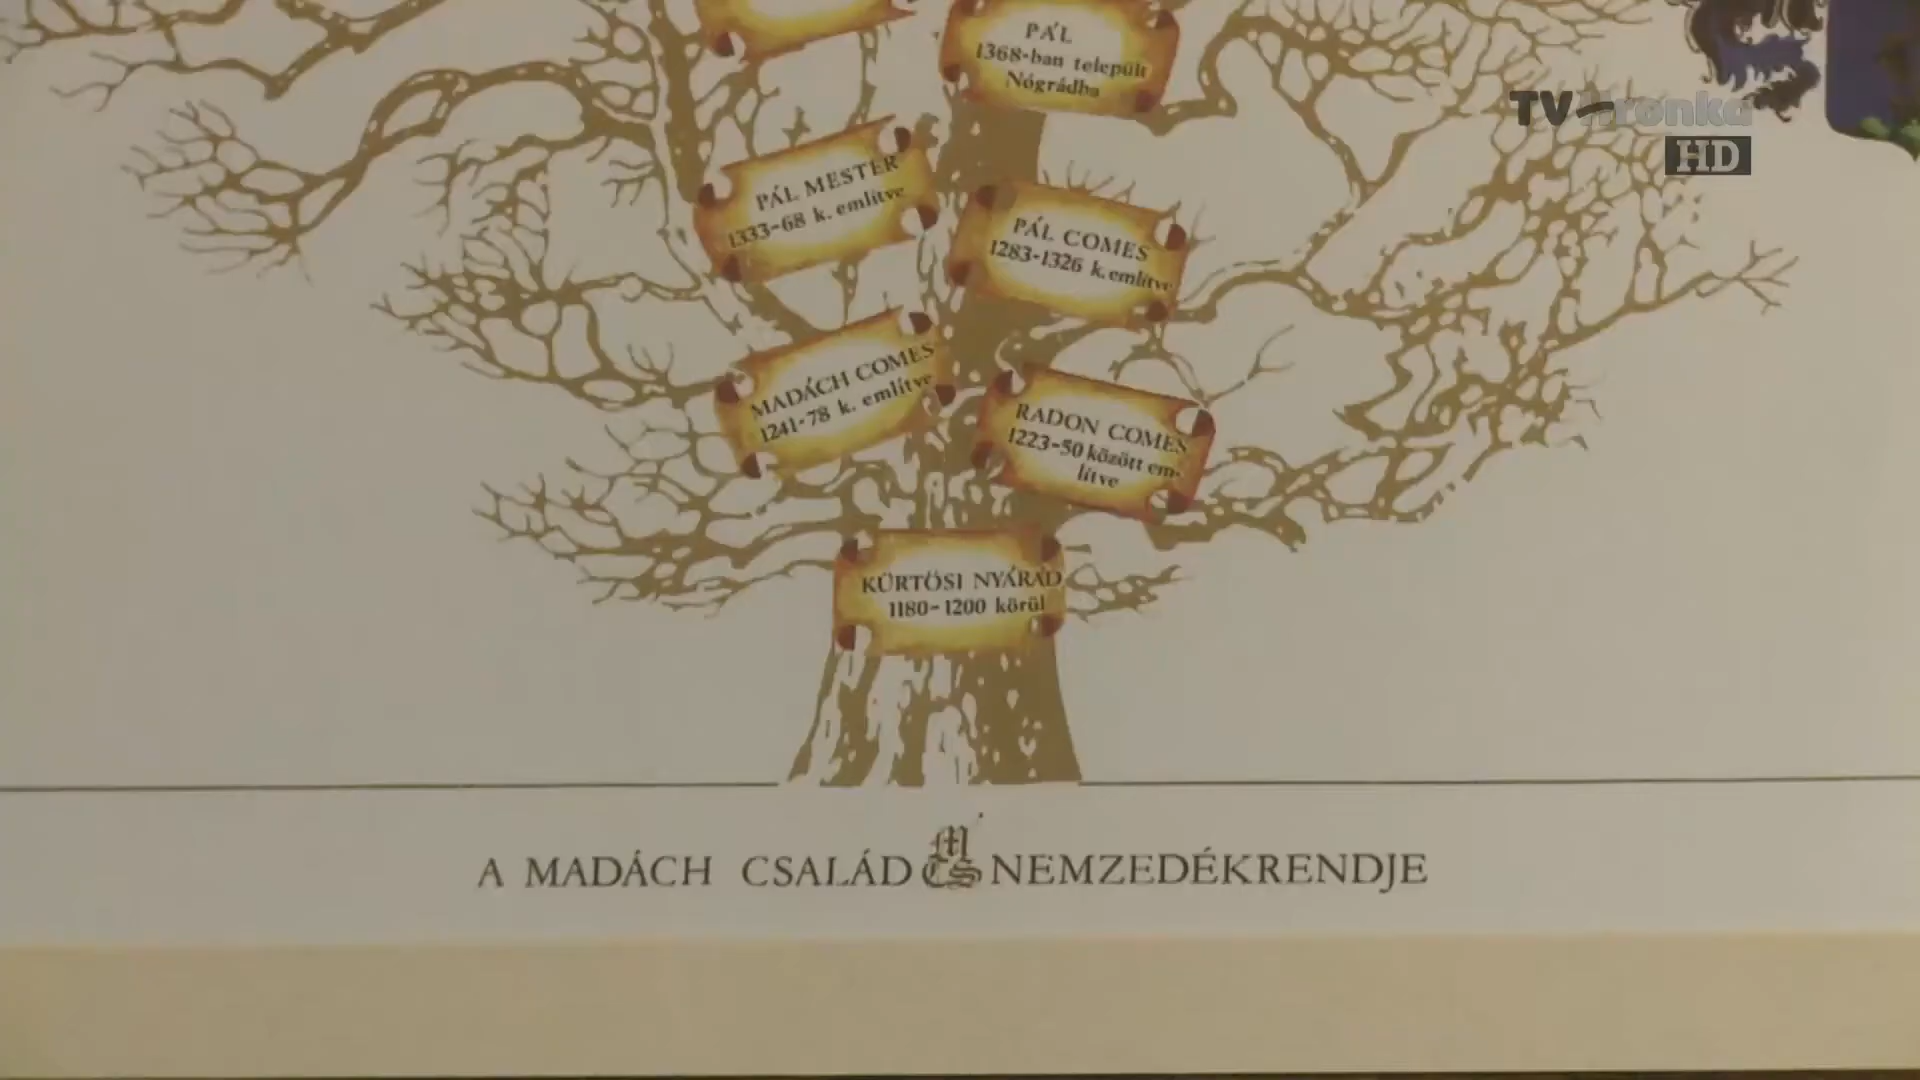 PÁL
1368-ban települt
Nógrádba
TV Hronka
HD
PÁL MESTER
1333-68 k. említve
PÁL COMES
1283-1326 k. említve
MADÁCH COMES
1241-78 k. említve
RADON COMES
1223-50 között em-
lítve
KÜRTÖSI NYÁRÁD
1180-1200 körül
A MADÁCH CSALÁD NEMZEDÉKRENDJE